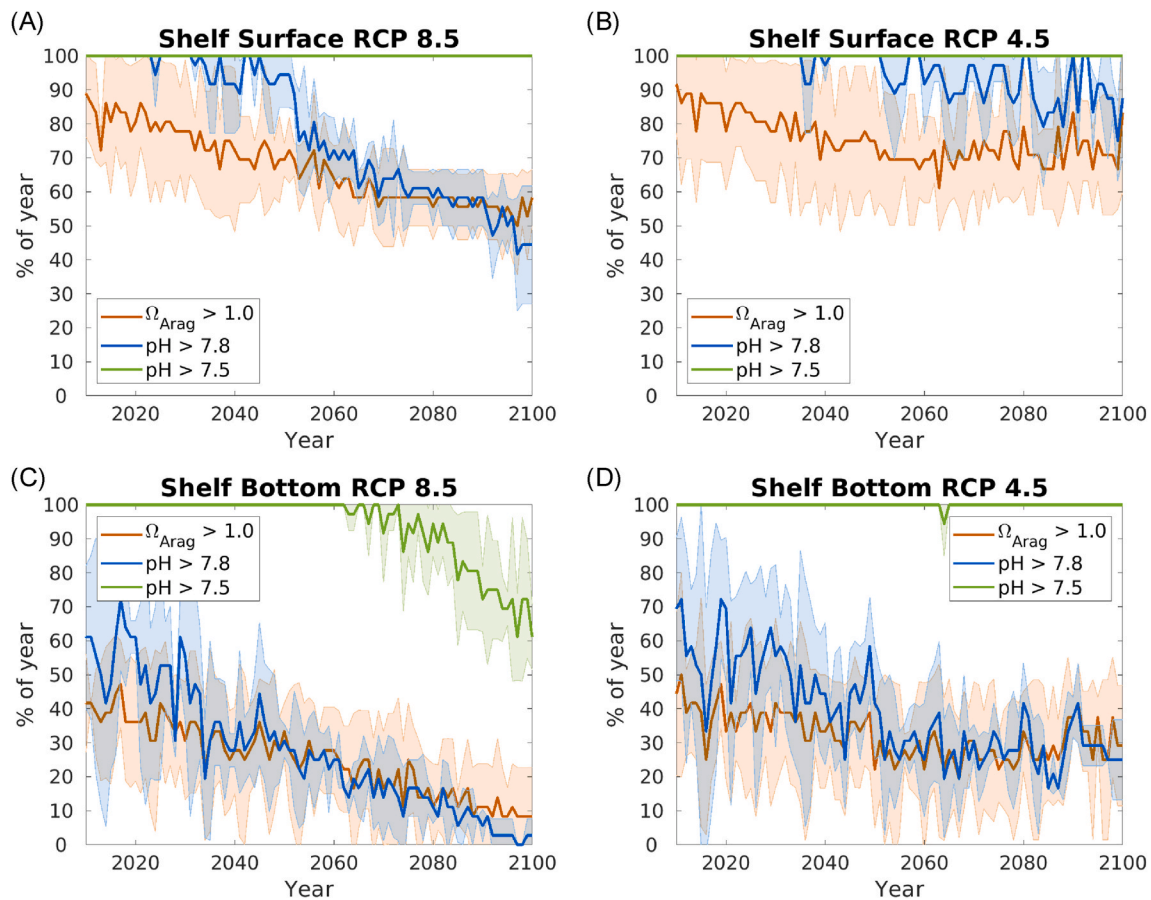 (A)
Shelf Surface RCP 8.5
% of year
100
90
80
70
60
50
40
30
20
10
0
Ω_Arag > 1.0
pH > 7.8
pH > 7.5
2020 2040 2060 2080 2100
Year
(B)
Shelf Surface RCP 4.5
% of year
100
90
80
70
60
50
40
30
20
10
0
Ω_Arag > 1.0
pH > 7.8
pH > 7.5
2020 2040 2060 2080 2100
Year
(C)
Shelf Bottom RCP 8.5
% of year
100
90
80
70
60
50
40
30
20
10
0
Ω_Arag > 1.0
pH > 7.8
pH > 7.5
2020 2040 2060 2080 2100
Year
(D)
Shelf Bottom RCP 4.5
% of year
100
90
80
70
60
50
40
30
20
10
0
Ω_Arag > 1.0
pH > 7.8
pH > 7.5
2020 2040 2060 2080 2100
Year